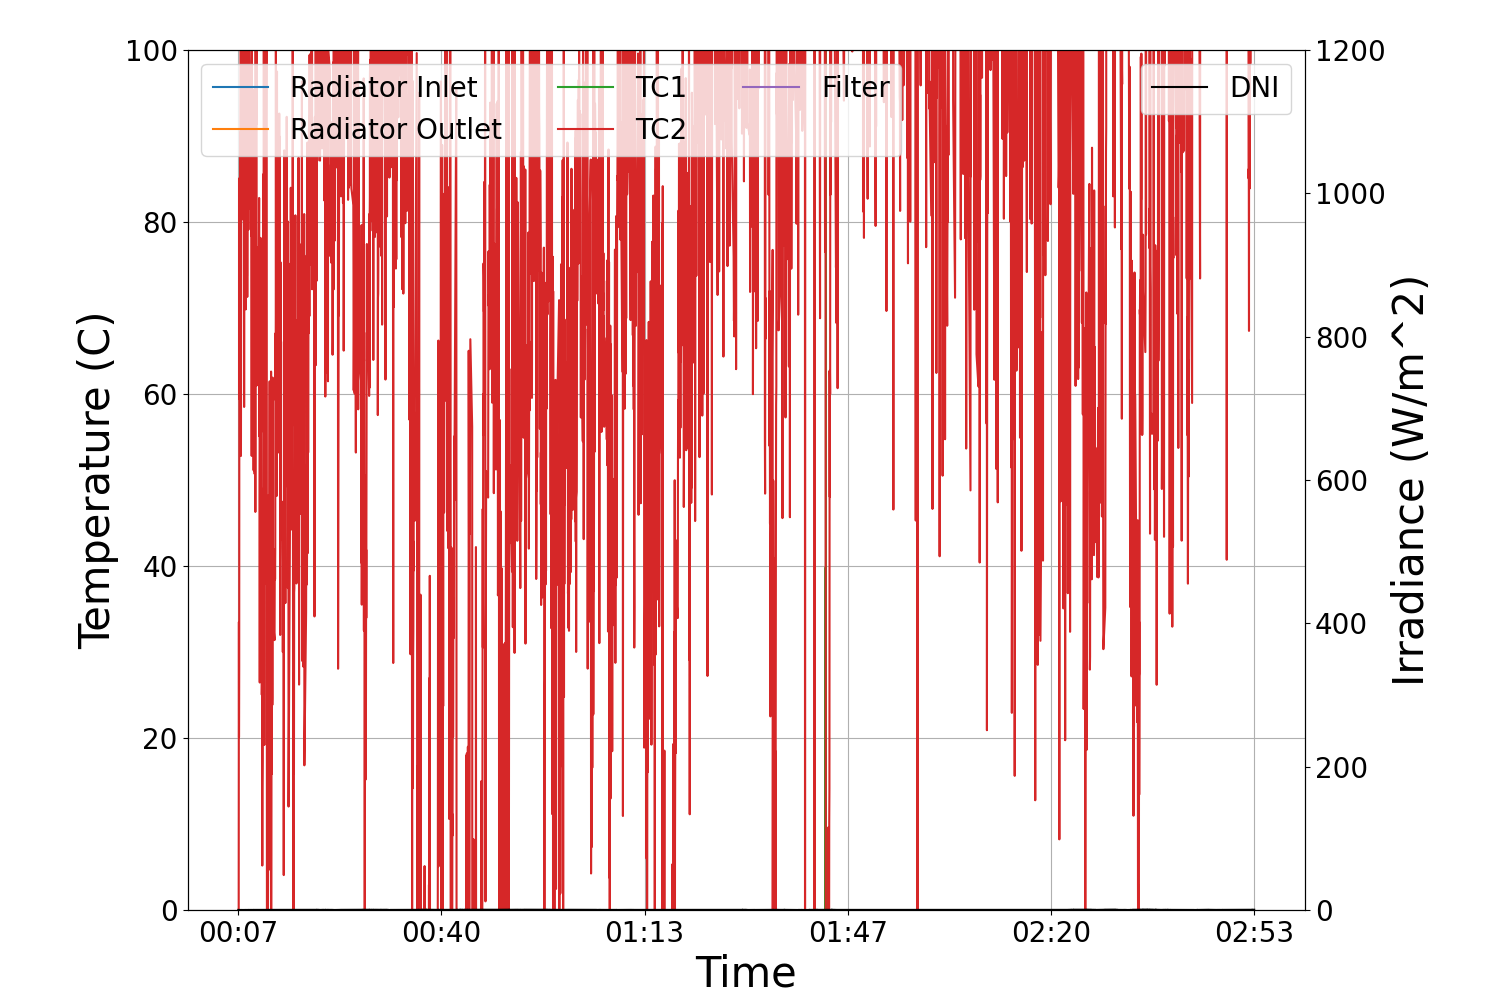 100
80
60
40
20
0
Temperature (C)
Radiator Inlet
Radiator Outlet
TC1
TC2
Filter
DNI
1200
1000
800
600
400
200
0
Irradiance (W/m^2)
00:07 00:40 01:13 01:47 02:20 02:53
Time